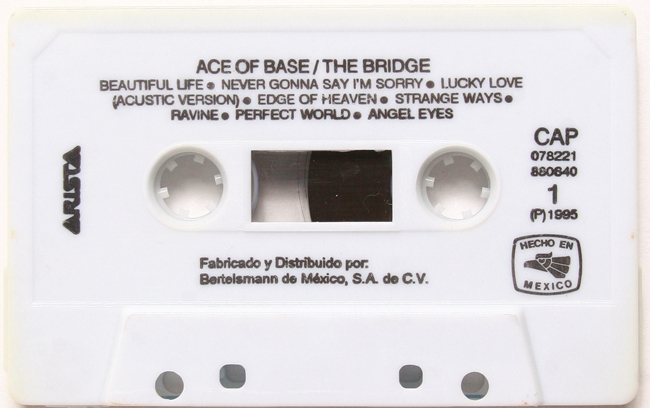 ACE OF BASE / THE BRIDGE
BEAUTIFUL LIFE ● NEVER GONNA SAY I'M SORRY ● LUCKY LOVE
(ACUSTIC VERSION) ● EDGE OF HEAVEN ● STRANGE WAYS ●
RAVINE ● PERFECT WORLD ● ANGEL EYES
ARISTA
CAP
078221
880640
1
(P) 1995
Fabricado y Distribuido por:
Bertelsmann de México, S.A. de C.V.
HECHO EN
MEXICO